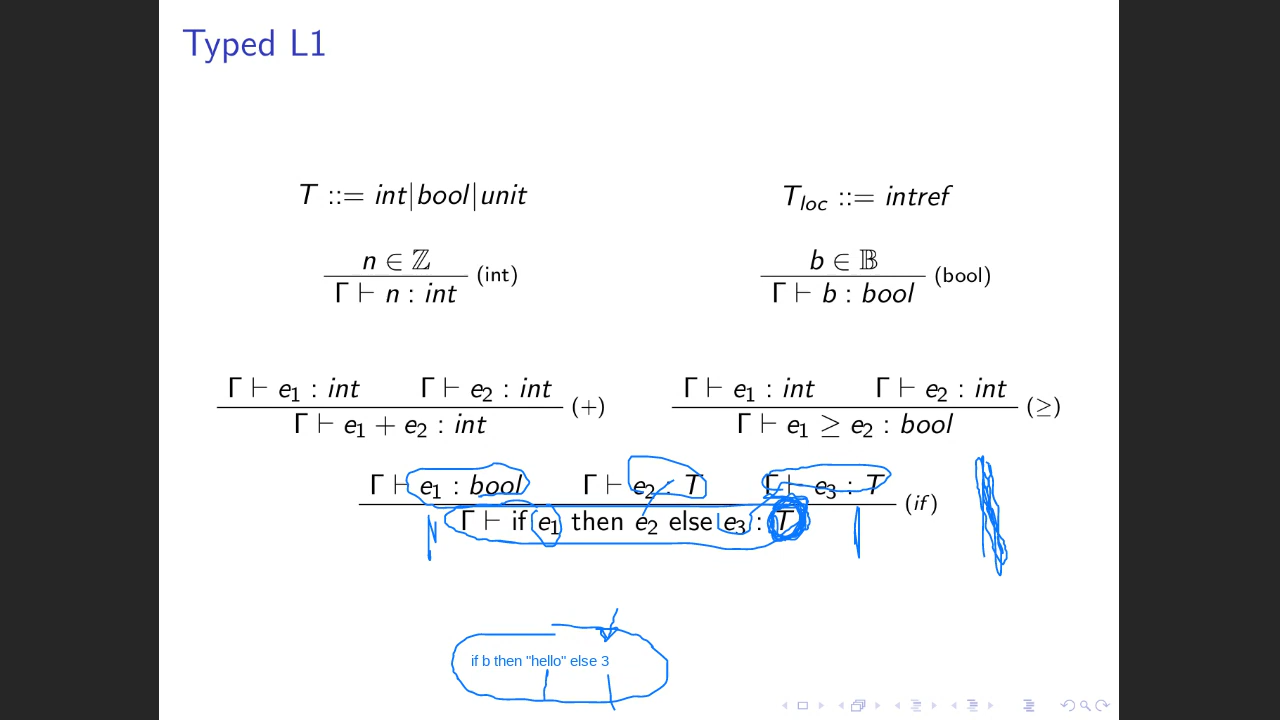 Typed L1
T ::= int|bool|unit
T_loc ::= intref
n ∈ ℤ
Γ ⊢ n : int (int)
b ∈ 𝔹
Γ ⊢ b : bool (bool)
Γ ⊢ e₁ : int Γ ⊢ e₂ : int
Γ ⊢ e₁ + e₂ : int (+)
Γ ⊢ e₁ : int Γ ⊢ e₂ : int
Γ ⊢ e₁ ≥ e₂ : bool (≥)
Γ ⊢ e₁ : bool Γ ⊢ e₂ : T Γ ⊢ e₃ : T
Γ ⊢ if e₁ then e₂ else e₃ : T (if)
if b then "hello" else 3